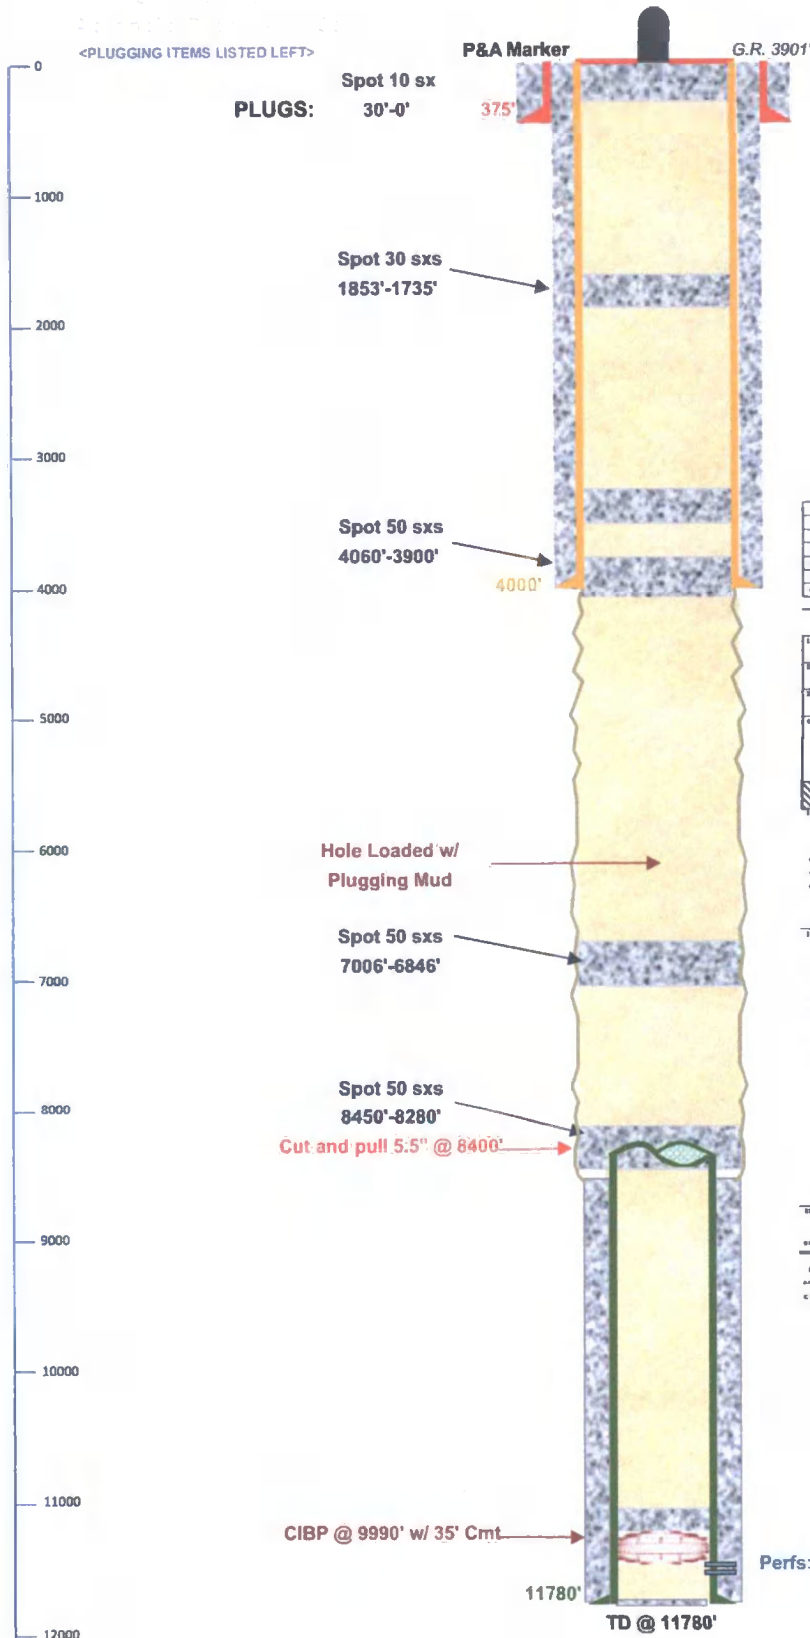 <PLUGGING ITEMS LISTED LEFT>
P&A Marker
G.R. 3901'
0
Spot 10 sx
PLUGS:
30'-0'
375'
1000
Spot 30 sxs
1853'-1735'
2000
3000
Spot 50 sxs
4060'-3900'
4000
4000'
5000
6000
Hole Loaded w/
Plugging Mud
Spot 50 sxs
7006'-6846'
7000
8000
Spot 50 sxs
8450'-8280'
Cut and pull 5.5" @ 8400'
9000
10000
11000
CIBP @ 9990' w/ 35' Cmt
Perfs:
11780'
TD @ 11780'
12000